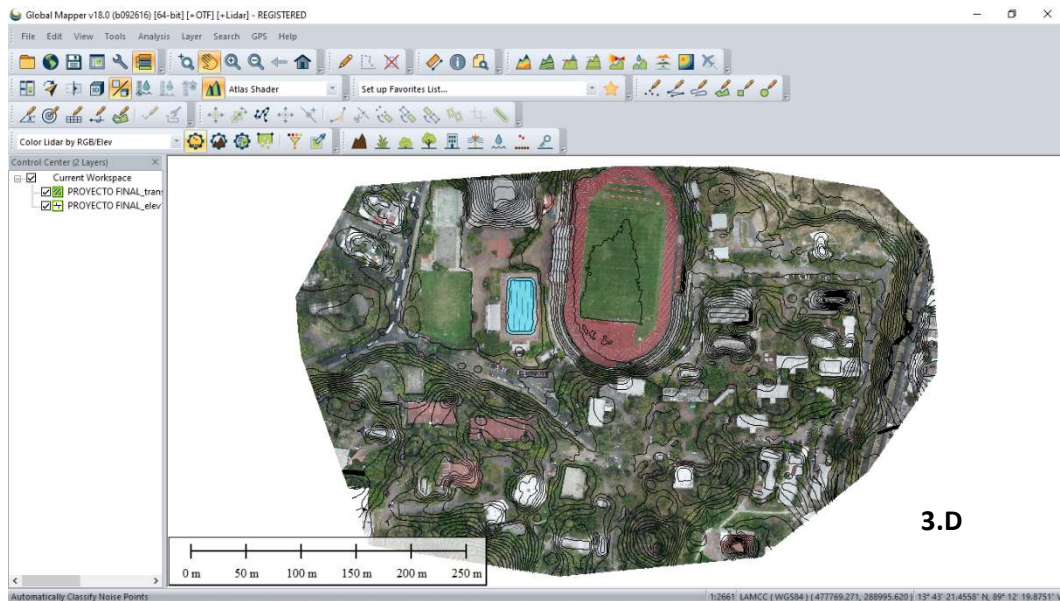 Global Mapper v18.0 (b092616) [64-bit] [+OTF] [+Lidar] - REGISTERED
File Edit View Tools Analysis Layer Search GPS Help
Atlas Shader
Set up Favorites List...
Color Lidar by RGB/Elev
Control Center (2 Layers)
Current Workspace
PROYECTO FINAL_tran
PROYECTO FINAL_elev
3.D
0 m 50 m 100 m 150 m 200 m 250 m
Automatically Classify Noise Points
1:2661 LAMCC ( WGS84 ) ( 477769.271, 288995.620 ) 13° 43' 21.4558" N, 89° 12' 19.8751"